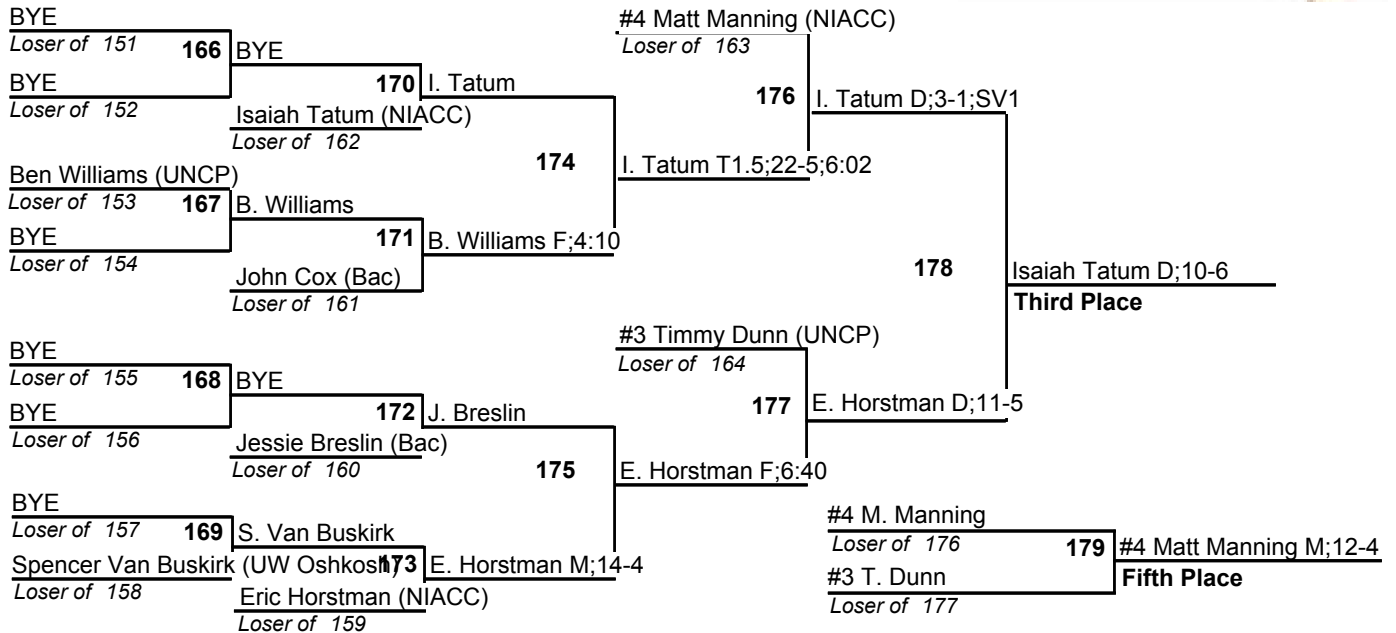 BYE
Loser of 151
166
BYE
BYE
Loser of 152
170
I. Tatum
Isaiah Tatum (NIACC)
Loser of 162
Ben Williams (UNCP)
Loser of 153
167
B. Williams
BYE
Loser of 154
171
B. Williams F;4:10
John Cox (Bac)
Loser of 161
174
I. Tatum T1.5;22-5;6:02
#4 Matt Manning (NIACC)
Loser of 163
176
I. Tatum D;3-1;SV1
BYE
Loser of 155
168
BYE
BYE
Loser of 156
172
J. Breslin
Jessie Breslin (Bac)
Loser of 160
BYE
Loser of 157
169
S. Van Buskirk
Spencer Van Buskirk (UW Oshkosh)
Loser of 158
173
E. Horstman M;14-4
Eric Horstman (NIACC)
Loser of 159
175
E. Horstman F;6:40
#3 Timmy Dunn (UNCP)
Loser of 164
177
E. Horstman D;11-5
178
Isaiah Tatum D;10-6
Third Place
#4 M. Manning
Loser of 176
179
#4 Matt Manning M;12-4
#3 T. Dunn
Fifth Place
Loser of 177